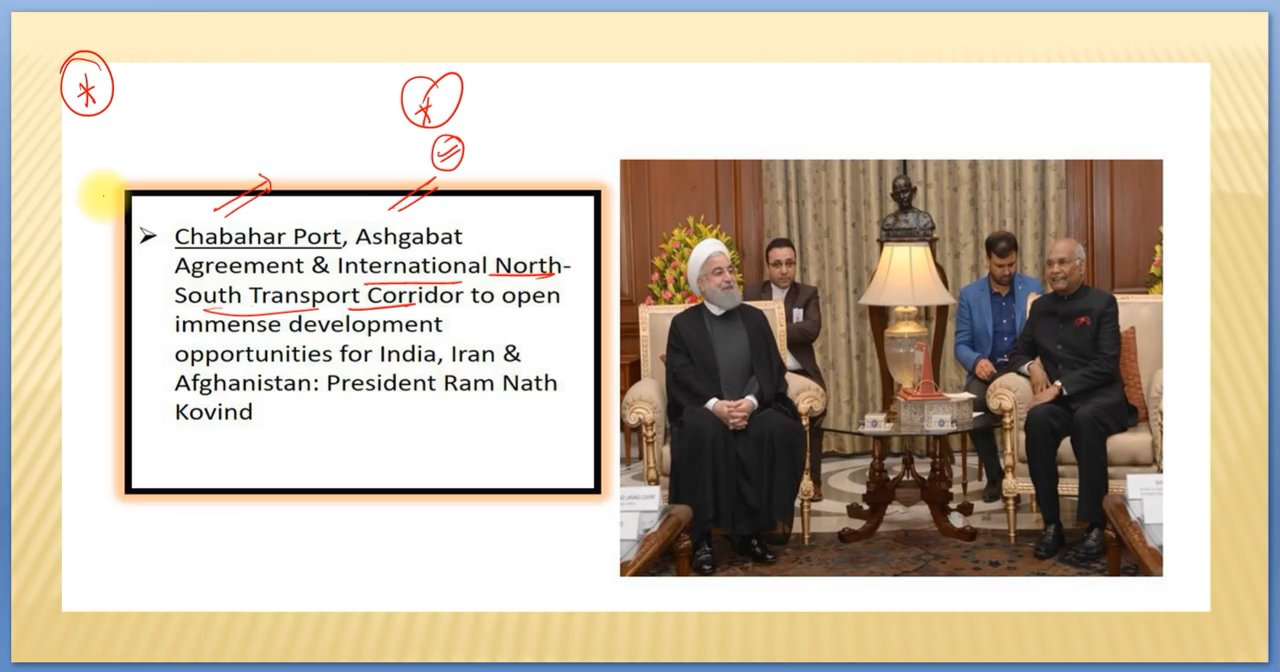 Chabahar Port, Ashgabat
Agreement & International North-
South Transport Corridor to open
immense development
opportunities for India, Iran &
Afghanistan: President Ram Nath
Kovind